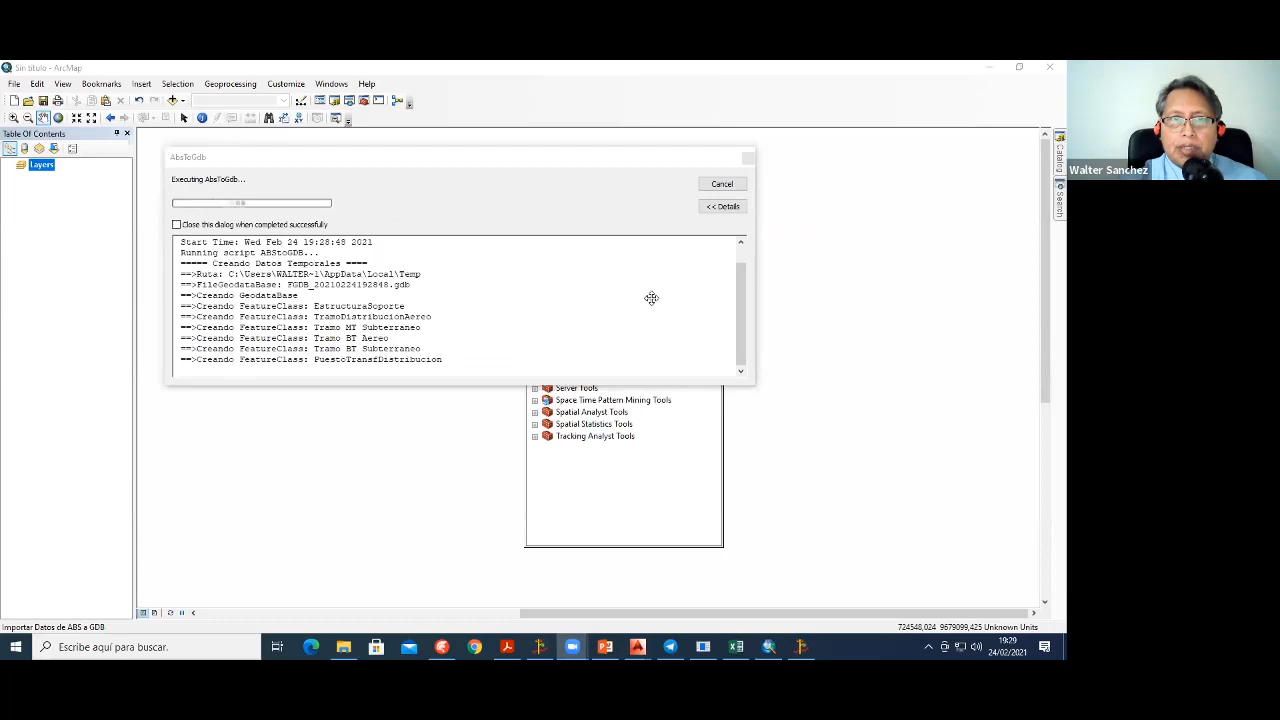 Sin título - ArcMap
File Edit View Bookmarks Insert Selection Geoprocessing Customize Windows Help
Table Of Contents
Layers
AbsToGdb
Executing AbsToGdb...
Cancel
<< Details
Close this dialog when completed successfully
Start Time: Wed Feb 24 19:28:48 2021
Running script ABStoGDB...
===== Creando Datos Temporales ====
==>Ruta: C:\Users\WALTER~1\AppData\Local\Temp
==>FileGeodataBase: FGDB_20210224192848.gdb
==>Creando GeodataBase
==>Creando FeatureClass: EstructuraSoporte
==>Creando FeatureClass: TramoDistribucionAereo
==>Creando FeatureClass: Tramo MT Subterraneo
==>Creando FeatureClass: Tramo BT Aereo
==>Creando FeatureClass: Tramo BT Subterraneo
==>Creando FeatureClass: PuestoTransfDistribucion
Server Tools
Space Time Pattern Mining Tools
Spatial Analyst Tools
Spatial Statistics Tools
Tracking Analyst Tools
Catalog
Search
Walter Sanchez
Importar Datos de ABS a GDB
724548,024 9679099,425 Unknown Units
Escribe aquí para buscar.
19:29
24/02/2021